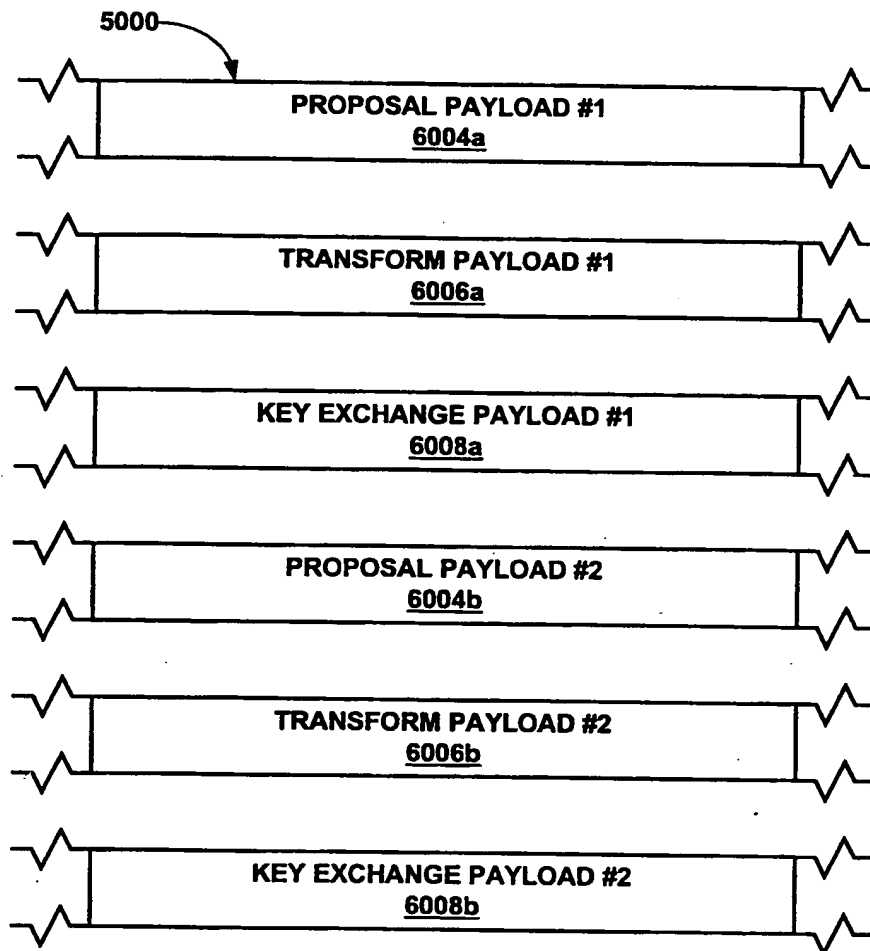 5000
PROPOSAL PAYLOAD #1
6004a
TRANSFORM PAYLOAD #1
6006a
KEY EXCHANGE PAYLOAD #1
6008a
PROPOSAL PAYLOAD #2
6004b
TRANSFORM PAYLOAD #2
6006b
KEY EXCHANGE PAYLOAD #2
6008b